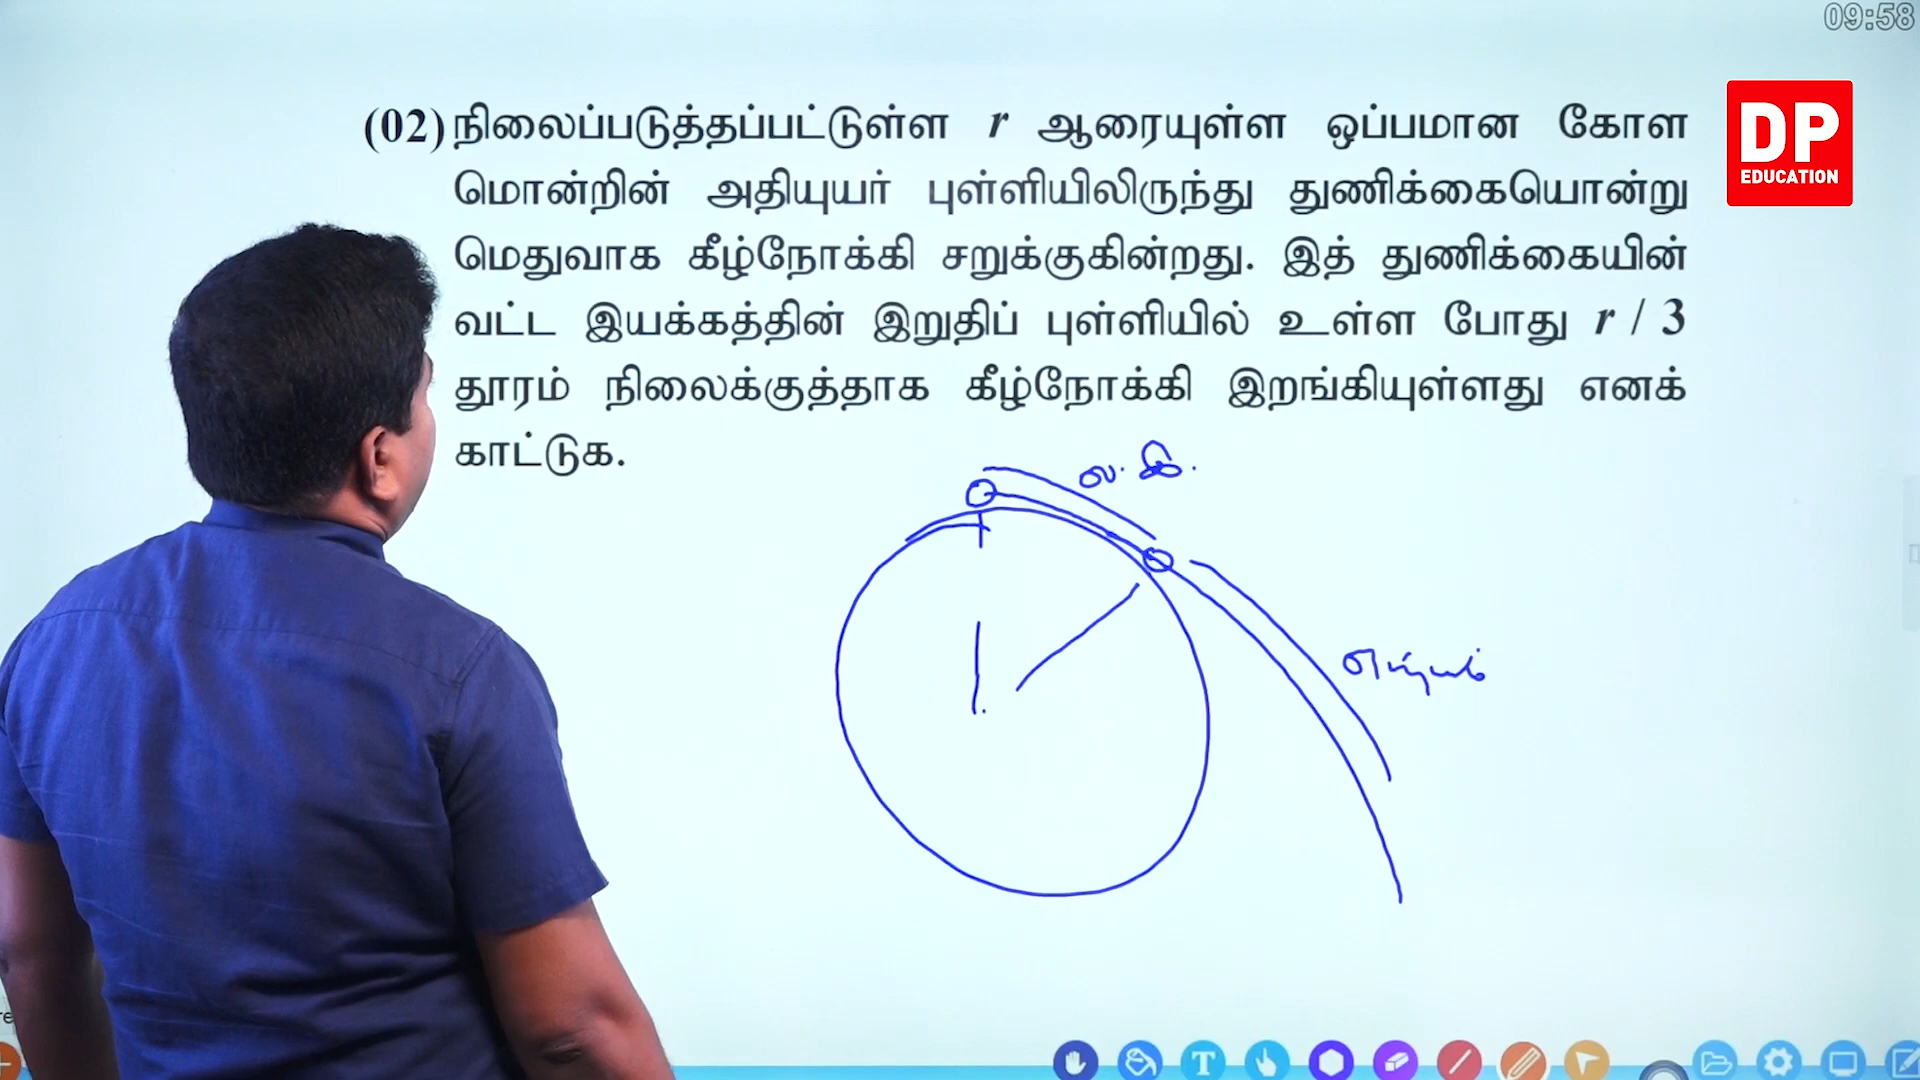 09:58
DP
EDUCATION
(02) நிலைப்படுத்தப்பட்டுள்ள r ஆரையுள்ள ஒப்பமான கோள
மொன்றின் அதியுயர் புள்ளியிலிருந்து துணிக்கையொன்று
மெதுவாக கீழ்நோக்கி சறுக்குகின்றது. இத் துணிக்கையின்
வட்ட இயக்கத்தின் இறுதிப் புள்ளியில் உள்ள போது r / 3
தூரம் நிலைக்குத்தாக கீழ்நோக்கி இறங்கியுள்ளது எனக்
காட்டுக.
வ. இ.